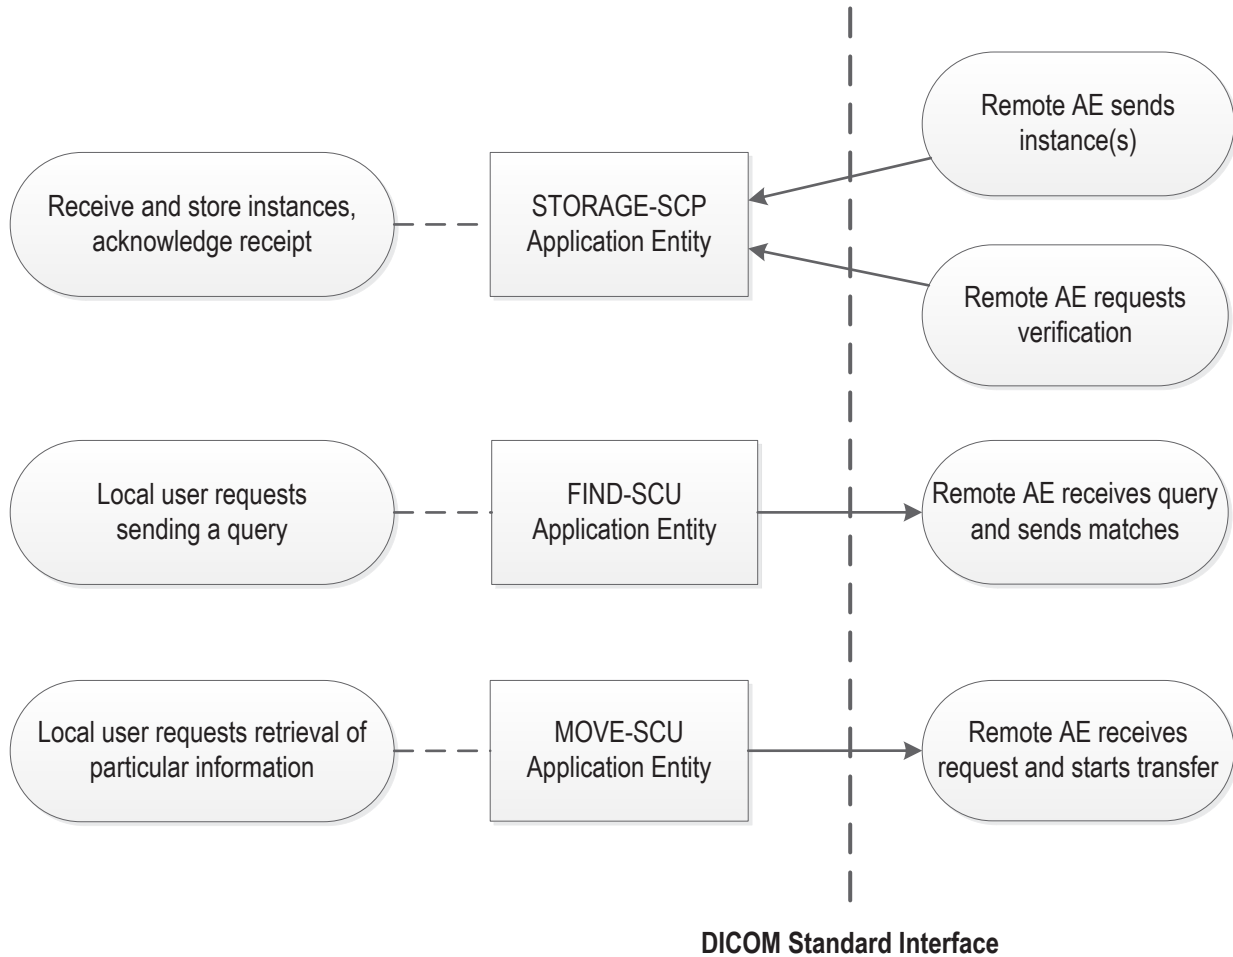 Remote AE sends
instance(s)
Receive and store instances,
acknowledge receipt
STORAGE-SCP
Application Entity
Remote AE requests
verification
Local user requests
sending a query
FIND-SCU
Application Entity
Remote AE receives query
and sends matches
Local user requests retrieval of
particular information
MOVE-SCU
Application Entity
Remote AE receives
request and starts transfer
DICOM Standard Interface